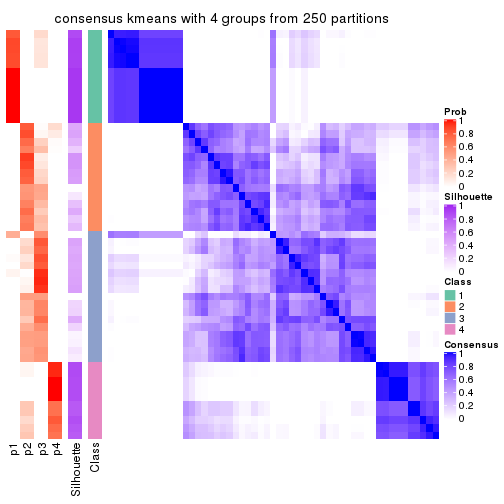 consensus kmeans with 4 groups from 250 partitions
Prob
1
0.8
0.6
0.4
0.2
0
Silhouette
1
0.8
0.6
0.4
0.2
0
Class
1
2
3
4
Consensus
1
0.8
0.6
0.4
0.2
0
p1
p2
p3
p4
Silhouette
Class